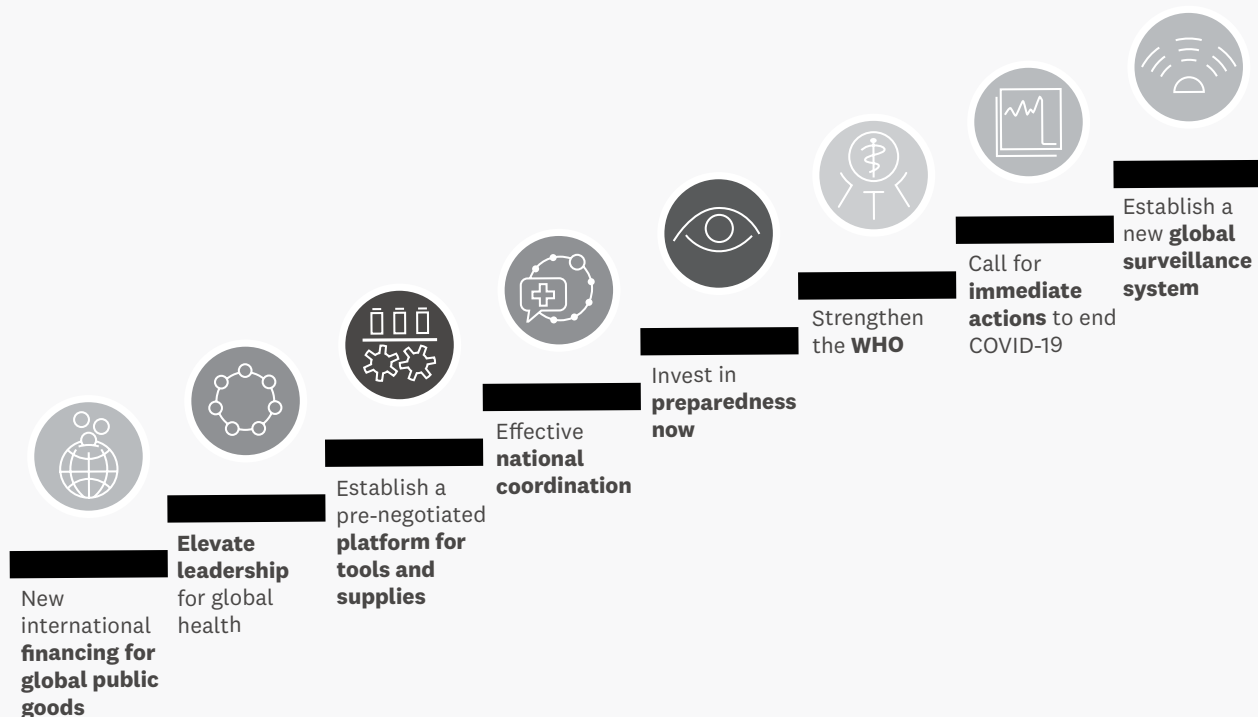 New
international
financing for
global public
goods
Elevate
leadership
for global
health
Establish a
pre-negotiated
platform for
tools and
supplies
Effective
national
coordination
Invest in
preparedness
now
Strengthen
the WHO
Call for
immediate
actions to end
COVID-19
Establish a
new global
surveillance
system